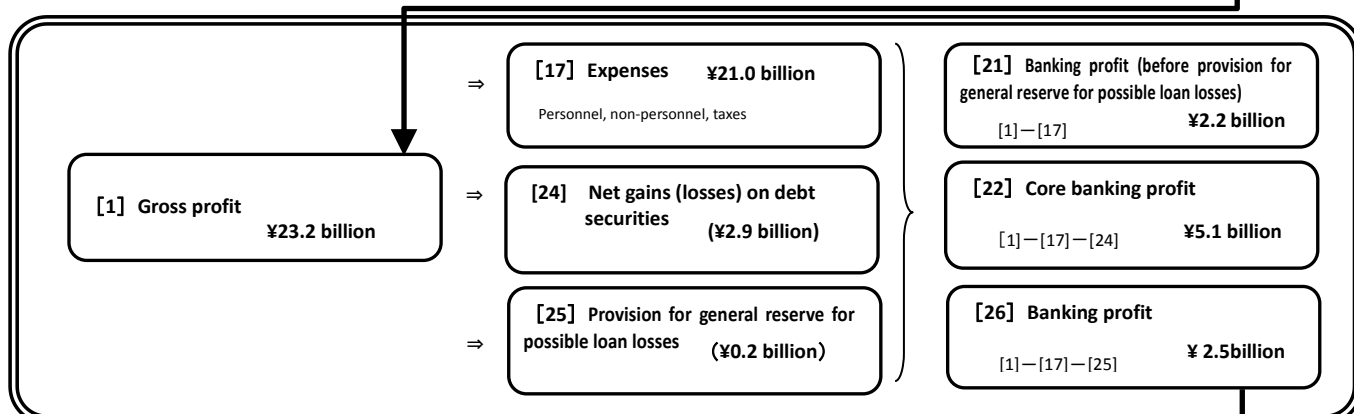 [1] Gross profit
¥23.2 billion
⇒
[17] Expenses ¥21.0 billion
Personnel, non-personnel, taxes
⇒
[24] Net gains (losses) on debt
securities (¥2.9 billion)
⇒
[25] Provision for general reserve for
possible loan losses (¥0.2 billion)
[21] Banking profit (before provision for
general reserve for possible loan losses)
[1]－[17] ¥2.2 billion
[22] Core banking profit
[1]－[17]－[24] ¥5.1 billion
[26] Banking profit
[1]－[17]－[25] ¥ 2.5billion